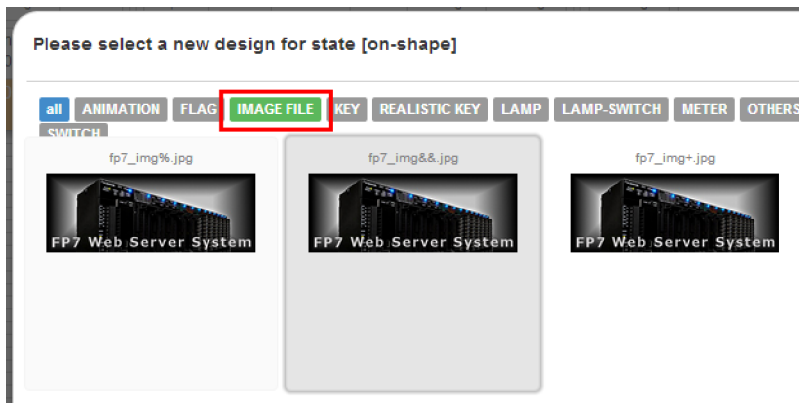 Please select a new design for state [on-shape]
all ANIMATION FLAG IMAGE FILE KEY REALISTIC KEY LAMP LAMP-SWITCH METER OTHERS
SWITCH
fp7_img%.jpg fp7_img&&.jpg fp7_img+.jpg
FP7 Web Server System FP7 Web Server System FP7 Web Server System